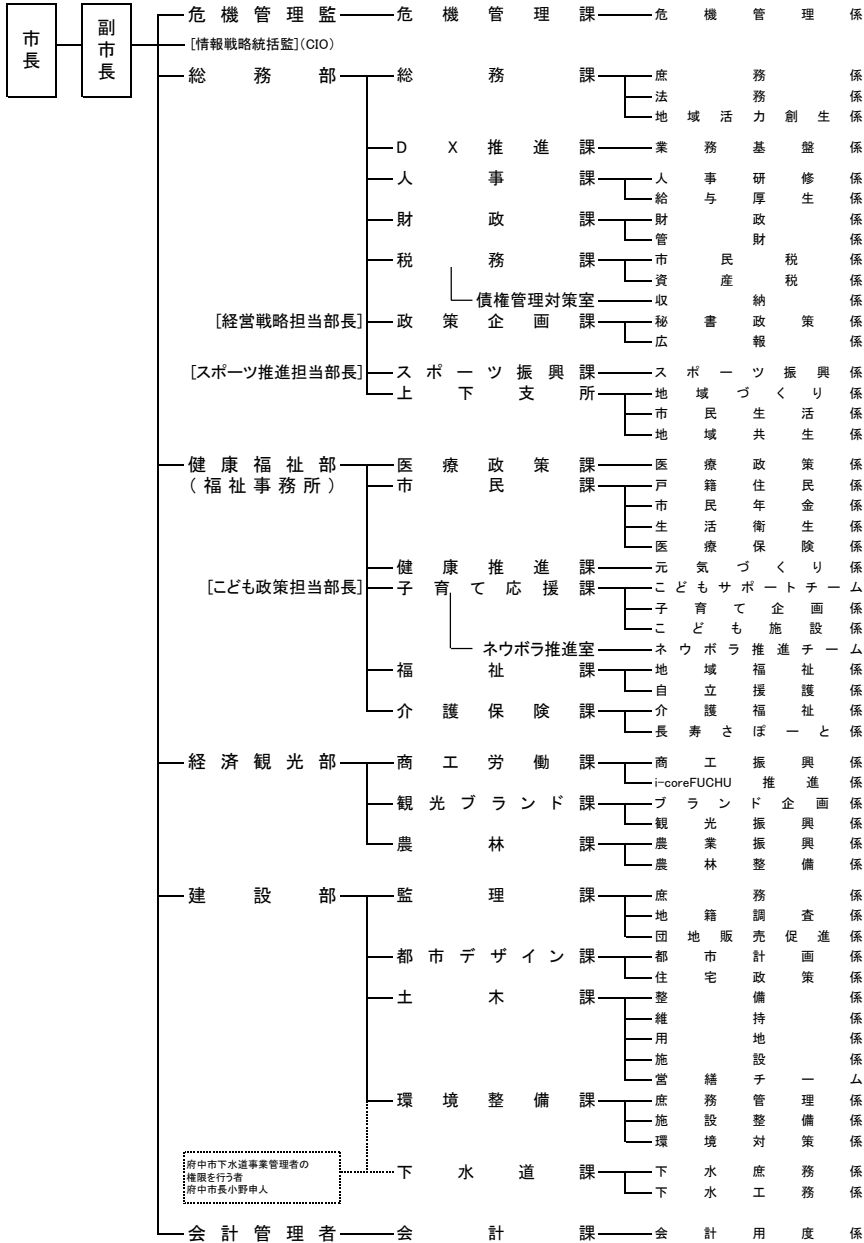 市長
副市長
危機管理監 危機管理課 危機管理係
[情報戦略統括監](CIO)
総務部 総務課 庶務係
法務係
地域活力創生係
DX推進課 業務基盤係
人事課 人事研修係
給与厚生係
財政課 財政係
管財係
税務課 市民税係
資産税係
債権管理対策室 収納係
[経営戦略担当部長] 政策企画課 秘書政策係
広報係
[スポーツ推進担当部長] スポーツ振興課 スポーツ振興係
上下支所 地域づくり係
市民生活係
地域共生係
健康福祉部 医療政策課 医療政策係
(福祉事務所) 市民課 戸籍住民係
市民年金係
生活衛生係
医療保険係
健康推進課 元気づくり係
[こども政策担当部長] 子育て応援課 こどもサポートチーム
子育て企画係
こども施設係
ネウボラ推進室 ネウボラ推進チーム
福祉課 地域福祉係
自立援護係
介護保険課 介護福祉係
長寿さぽーと係
経済観光部 商工労働課 商工振興係
i-coreFUCHU推進係
観光ブランド課 ブランド企画係
観光振興係
農林課 農業振興係
農林整備係
建設部 監理課 庶務係
地籍調査係
団地販売促進係
都市デザイン課 都市計画係
住宅政策係
土木課 整備係
維持係
用地係
施設係
営繕チーム
環境整備課 庶務管理係
施設整備係
環境対策係
府中市下水道事業管理者の
権限を行う者
府中市長小野申人
下水道課 下水庶務係
下水工務係
会計管理者 会計課 会計用度係